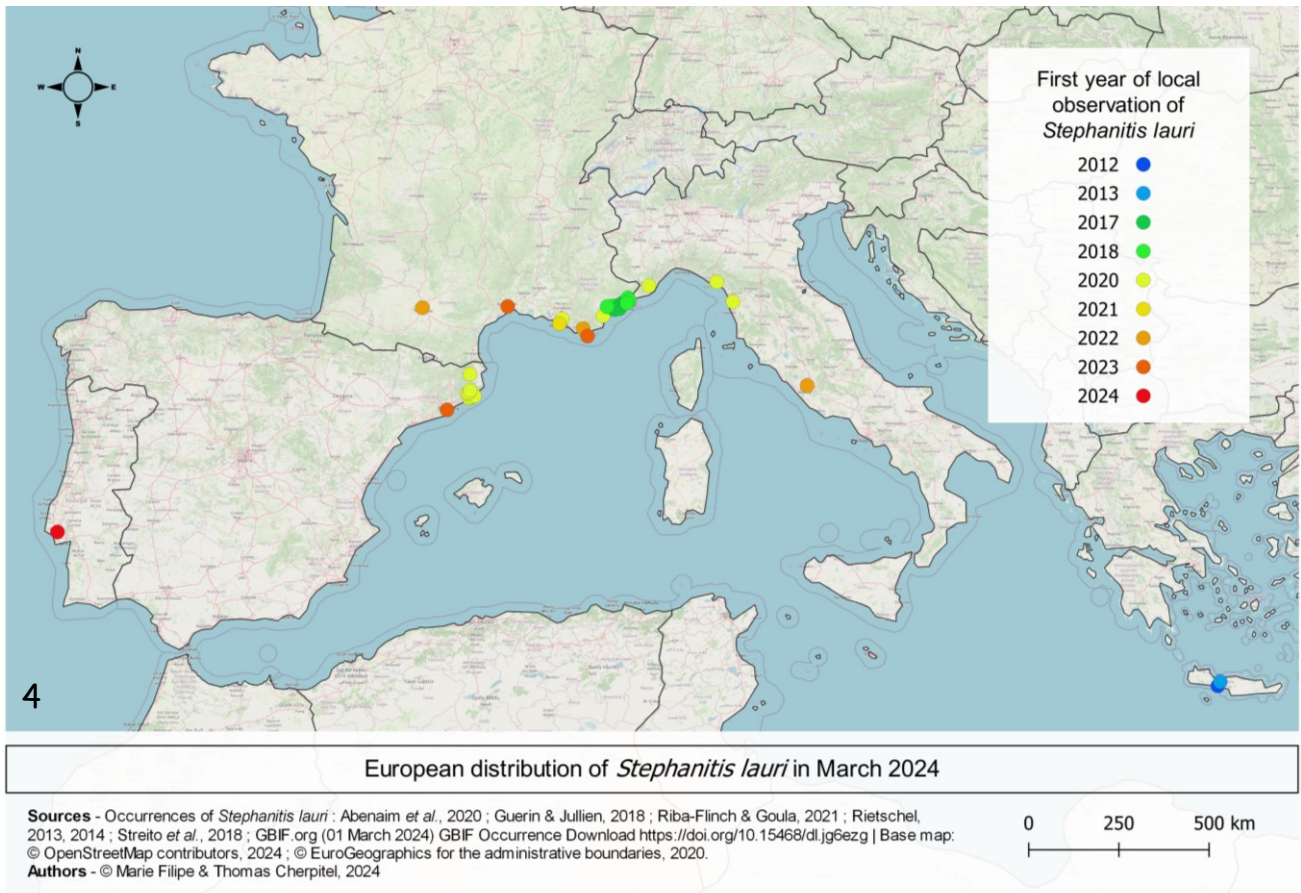 N
W E
S
First year of local
observation of
Stephanitis lauri
2012
2013
2017
2018
2020
2021
2022
2023
2024
4
European distribution of Stephanitis lauri in March 2024
Sources - Occurrences of Stephanitis lauri : Abenaim et al., 2020 ; Guerin & Jullien, 2018 ; Riba-Flinch & Goula, 2021 ; Rietschel,
2013, 2014 ; Streito et al., 2018 ; GBIF.org (01 March 2024) GBIF Occurrence Download https://doi.org/10.15468/dl.jg6ezg | Base map:
© OpenStreetMap contributors, 2024 ; © EuroGeographics for the administrative boundaries, 2020.
Authors - © Marie Filipe & Thomas Cherpitel, 2024
0 250 500 km